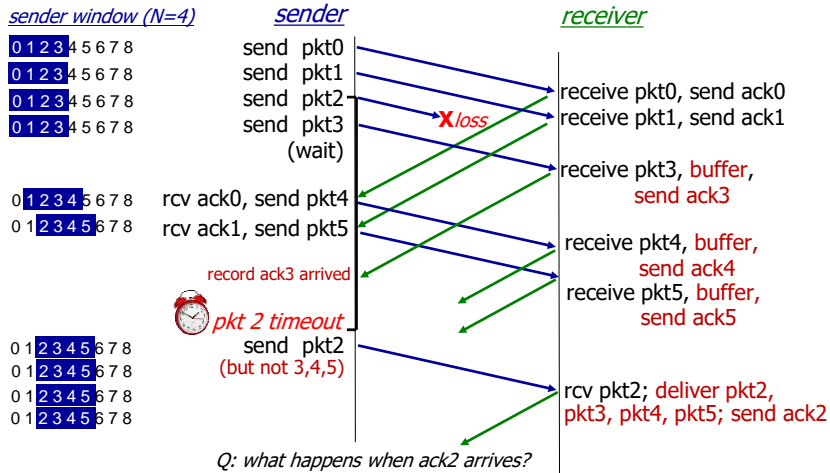 sender window (N=4) sender receiver
0 1 2 3 4 5 6 7 8 send pkt0
0 1 2 3 4 5 6 7 8 send pkt1
0 1 2 3 4 5 6 7 8 send pkt2
0 1 2 3 4 5 6 7 8 send pkt3
(wait)
X loss
receive pkt0, send ack0
receive pkt1, send ack1
receive pkt3, buffer,
send ack3
0 1 2 3 4 5 6 7 8 rcv ack0, send pkt4
0 1 2 3 4 5 6 7 8 rcv ack1, send pkt5
receive pkt4, buffer,
send ack4
record ack3 arrived
receive pkt5, buffer,
send ack5
pkt 2 timeout
0 1 2 3 4 5 6 7 8 send pkt2
0 1 2 3 4 5 6 7 8 (but not 3,4,5)
0 1 2 3 4 5 6 7 8
0 1 2 3 4 5 6 7 8
rcv pkt2; deliver pkt2,
pkt3, pkt4, pkt5; send ack2
Q: what happens when ack2 arrives?